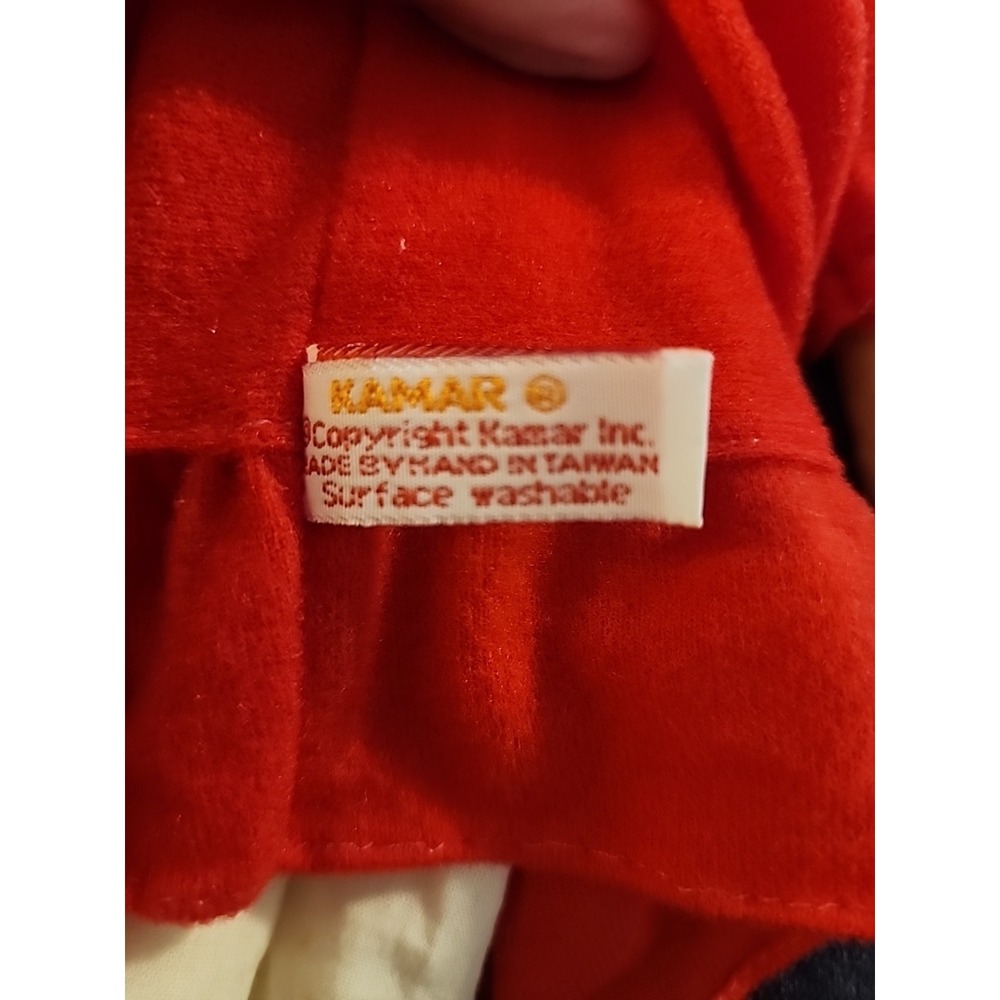 KAMAR ®
©Copyright Kamar Inc.
ADE BY HAND IN TAIWAN
Surface washable